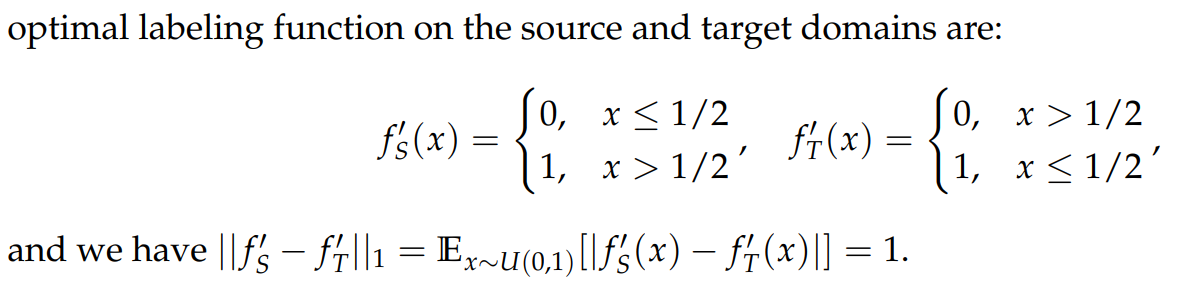 optimal labeling function on the source and target domains are:
f′_S(x) = {0, x ≤ 1/2; 1, x > 1/2, f′_T(x) = {0, x > 1/2; 1, x ≤ 1/2,
and we have ||f′_S − f′_T||₁ = 𝔼_{x∼U(0,1)}[|f′_S(x) − f′_T(x)|] = 1.